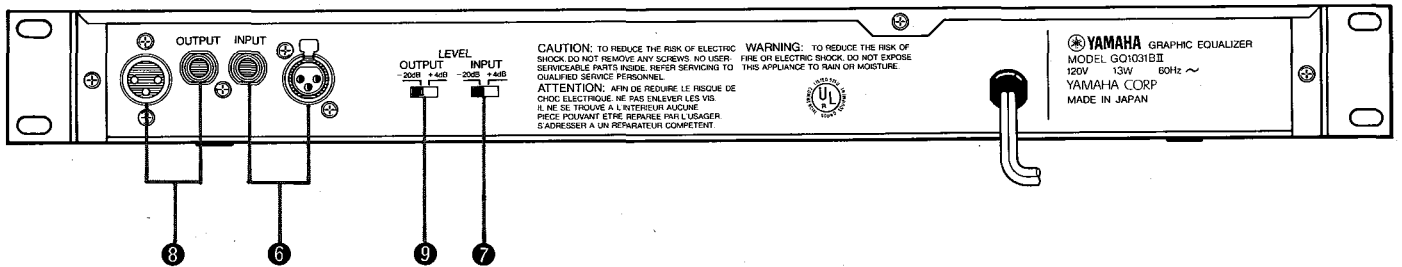 OUTPUT INPUT
LEVEL
OUTPUT INPUT
-20dB +4dB -20dB +4dB
CAUTION: TO REDUCE THE RISK OF ELECTRIC
SHOCK. DO NOT REMOVE ANY SCREWS. NO USER-
SERVICEABLE PARTS INSIDE. REFER SERVICING TO
QUALIFIED SERVICE PERSONNEL.
ATTENTION: AFIN DE REDUIRE LE RISQUE DE
CHOC ELECTRIQUE. NE PAS ENLEVER LES VIS.
IL NE SE TROUVE A L'INTERIEUR AUCUNE
PIECE POUVANT ETRE REPAREE PAR L'USAGER.
S'ADRESSER A UN REPARATEUR COMPETENT.
WARNING: TO REDUCE THE RISK OF
FIRE OR ELECTRIC SHOCK. DO NOT EXPOSE
THIS APPLIANCE TO RAIN OR MOISTURE.
UL
YAMAHA GRAPHIC EQUALIZER
MODEL GQ1031BII
120V 13W 60Hz ~
YAMAHA CORP
MADE IN JAPAN
8 6 9 7